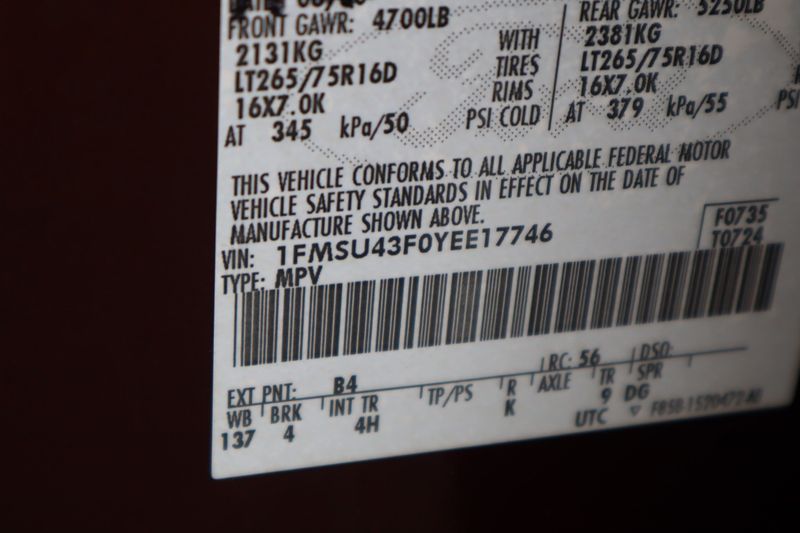 FRONT GAWR: 4700LB
REAR GAWR: 5250LB
2131KG WITH 2381KG
LT265/75R16D TIRES LT265/75R16D
16X7.0K RIMS 16X7.0K
AT 345 kPa/50 PSI COLD AT 379 kPa/55 PSI
THIS VEHICLE CONFORMS TO ALL APPLICABLE FEDERAL MOTOR
VEHICLE SAFETY STANDARDS IN EFFECT ON THE DATE OF
MANUFACTURE SHOWN ABOVE.
F0735
VIN: 1FMSU43F0YEE17746
T0724
TYPE: MPV
EXT PNT: B4 RC: 56 DSO:
WB BRK INT TR TP/PS R AXLE TR SPR
137 4 4H K 9 DG
UTC